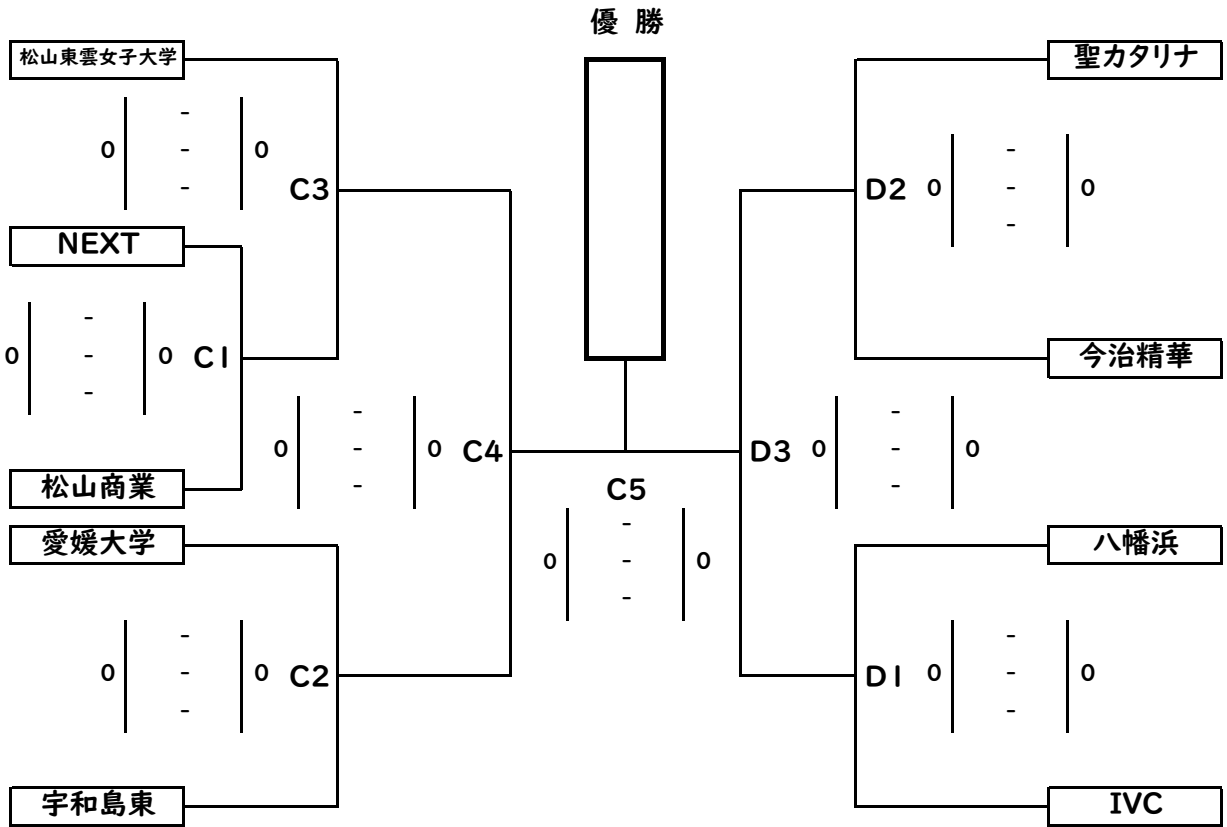 優 勝
松山東雲女子大学
聖カタリナ
-
0 - 0
-
C3
-
D2 0 - 0
-
NEXT
-
0 - 0 C1
-
今治精華
-
0 - 0 C4
-
-
D3 0 - 0
-
松山商業
C5
-
0 - 0
-
愛媛大学
八幡浜
-
0 - 0 C2
-
-
D1 0 - 0
-
宇和島東
IVC